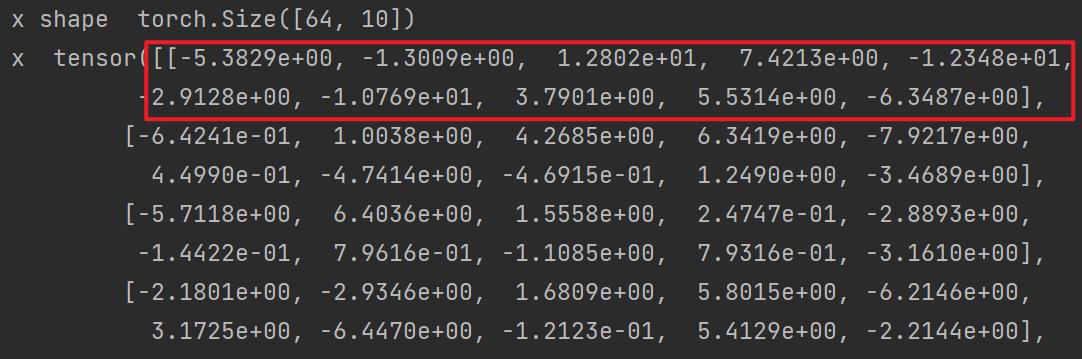 x shape  torch.Size([64, 10])
x  tensor([[-5.3829e+00, -1.3009e+00,  1.2802e+01,  7.4213e+00, -1.2348e+01,
-2.9128e+00, -1.0769e+01,  3.7901e+00,  5.5314e+00, -6.3487e+00],
[-6.4241e-01,  1.0038e+00,  4.2685e+00,  6.3419e+00, -7.9217e+00,
4.4990e-01, -4.7414e+00, -4.6915e-01,  1.2490e+00, -3.4689e+00],
[-5.7118e+00,  6.4036e+00,  1.5558e+00,  2.4747e-01, -2.8893e+00,
-1.4422e-01,  7.9616e-01, -1.1085e+00,  7.9316e-01, -3.1610e+00],
[-2.1801e+00, -2.9346e+00,  1.6809e+00,  5.8015e+00, -6.2146e+00,
3.1725e+00, -6.4470e+00, -1.2123e-01,  5.4129e+00, -2.2144e+00],